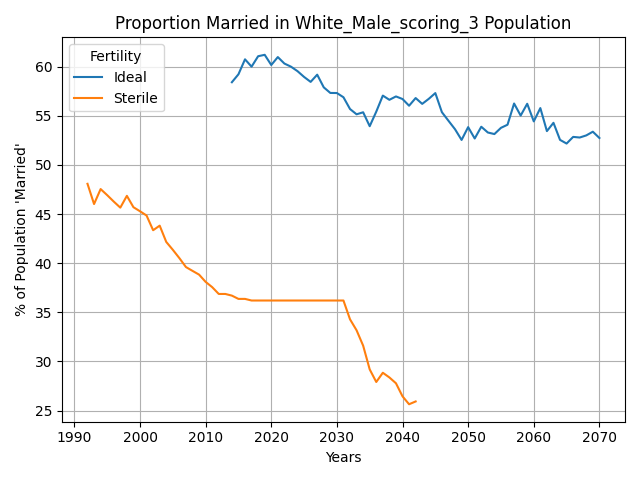 Proportion Married in White_Male_scoring_3 Population
Fertility
Ideal
Sterile
% of Population 'Married'
60
55
50
45
40
35
30
25
1990 2000 2010 2020 2030 2040 2050 2060 2070
Years